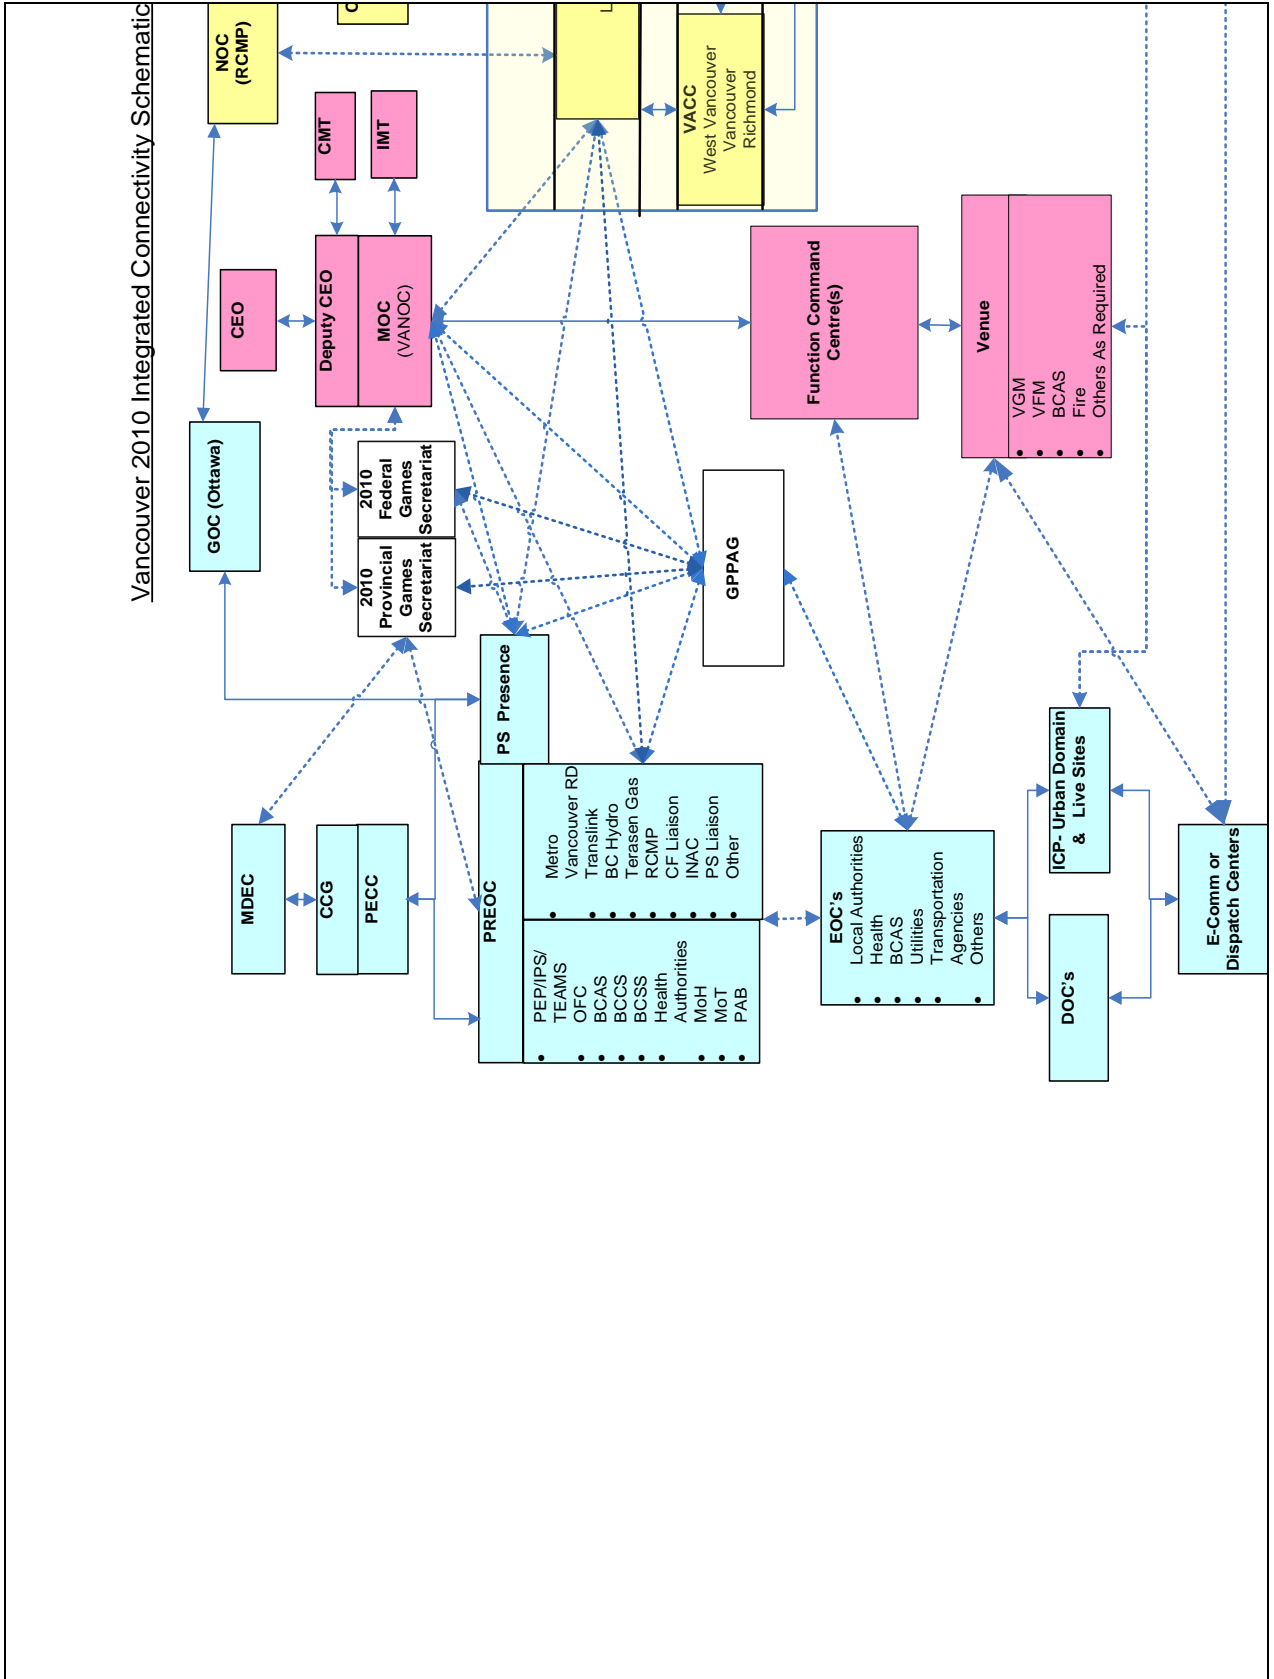 Vancouver 2010 Integrated Connectivity Schematic
GOC (Ottawa)
NOC
(RCMP)
MDEC
CCG
PECC
CEO
Deputy CEO
MOC
(VANOC)
CMT
IMT
2010
Provincial
Games
Secretariat
2010
Federal
Games
Secretariat
PREOC
PS Presence
• PEP/IPS/
TEAMS
• OFC
• BCAS
• BCCS
• BCSS
• Health
Authorities
• MoH
• MoT
• PAB
• Metro
Vancouver RD
• Translink
• BC Hydro
• Terasen Gas
• RCMP
• CF Liaison
• INAC
• PS Liaison
• Other
VACC
West Vancouver
Vancouver
Richmond
GPPAG
Function Command
Centre(s)
EOC's
• Local Authorities
• Health
• BCAS
• Utilities
• Transportation
Agencies
• Others
Venue
• VGM
• VFM
• BCAS
• Fire
• Others As Required
DOC's
ICP- Urban Domain
& Live Sites
E-Comm or
Dispatch Centers